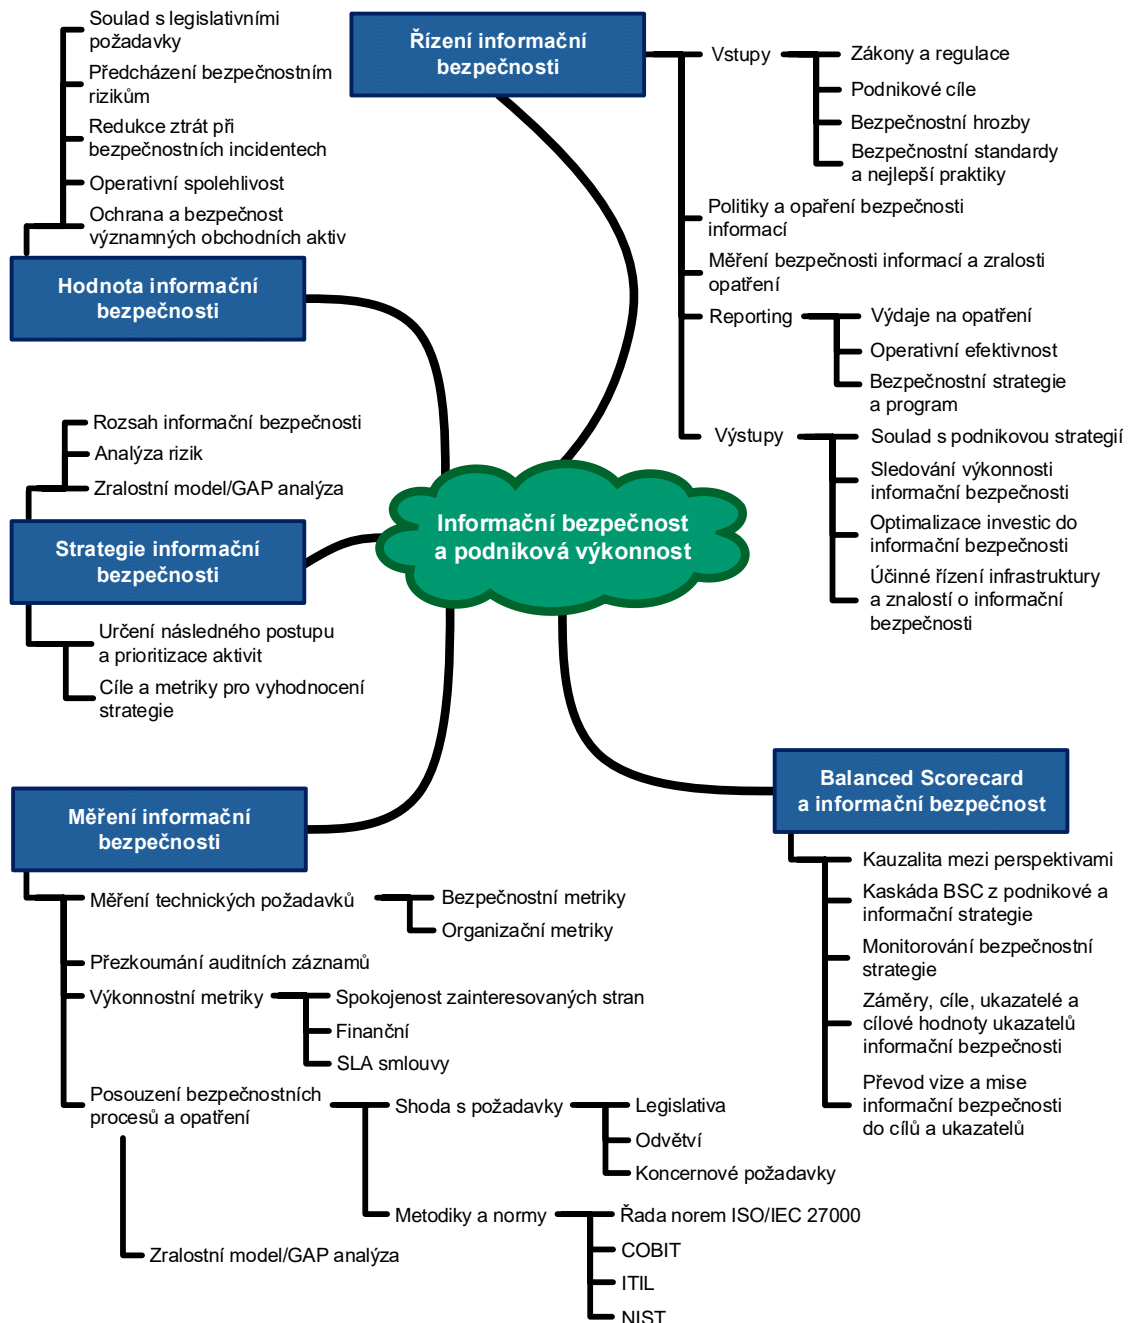 Soulad s legislativními
požadavky
Předcházení bezpečnostním
rizikům
Redukce ztrát při
bezpečnostních incidentech
Operativní spolehlivost
Ochrana a bezpečnost
významných obchodních aktiv
Hodnota informační
bezpečnosti
Řízení informační
bezpečnosti
Vstupy
Zákony a regulace
Podnikové cíle
Bezpečnostní hrozby
Bezpečnostní standardy
a nejlepší praktiky
Politiky a opaření bezpečnosti
informací
Měření bezpečnosti informací a zralosti
opatření
Reporting
Výdaje na opatření
Operativní efektivnost
Bezpečnostní strategie
a program
Výstupy
Soulad s podnikovou strategií
Sledování výkonnosti
informační bezpečnosti
Optimalizace investic do
informační bezpečnosti
Účinné řízení infrastruktury
a znalostí o informační
bezpečnosti
Rozsah informační bezpečnosti
Analýza rizik
Zralostní model/GAP analýza
Strategie informační
bezpečnosti
Určení následného postupu
a prioritizace aktivit
Cíle a metriky pro vyhodnocení
strategie
Informační bezpečnost
a podniková výkonnost
Měření informační
bezpečnosti
Měření technických požadavků
Bezpečnostní metriky
Organizační metriky
Přezkoumání auditních záznamů
Výkonnostní metriky
Spokojenost zainteresovaných stran
Finanční
SLA smlouvy
Posouzení bezpečnostních
procesů a opatření
Shoda s požadavky
Legislativa
Odvětví
Koncernové požadavky
Metodiky a normy
Řada norem ISO/IEC 27000
COBIT
ITIL
NIST
Zralostní model/GAP analýza
Balanced Scorecard
a informační bezpečnost
Kauzalita mezi perspektivami
Kaskáda BSC z podnikové a
informační strategie
Monitorování bezpečnostní
strategie
Záměry, cíle, ukazatelé a
cílové hodnoty ukazatelů
informační bezpečnosti
Převod vize a mise
informační bezpečnosti
do cílů a ukazatelů